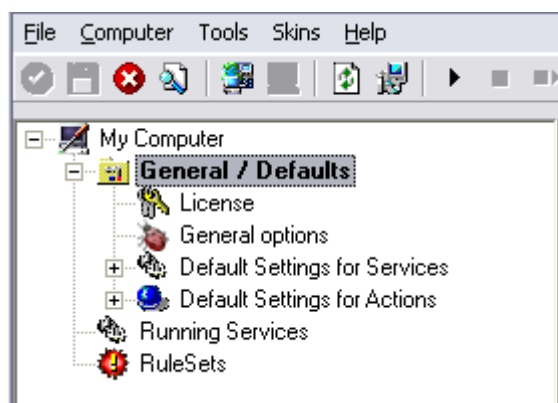 File Computer Tools Skins Help
My Computer
General / Defaults
License
General options
Default Settings for Services
Default Settings for Actions
Running Services
RuleSets